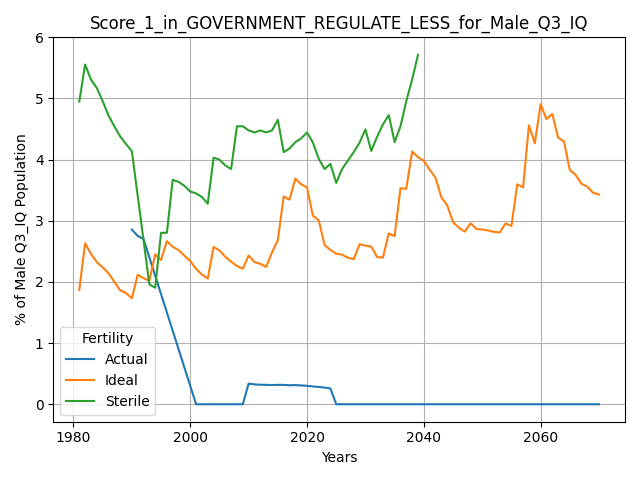 Score_1_in_GOVERNMENT_REGULATE_LESS_for_Male_Q3_IQ
% of Male Q3_IQ Population
6
5
4
3
2
1
0
Fertility
Actual
Ideal
Sterile
1980 2000 2020 2040 2060
Years